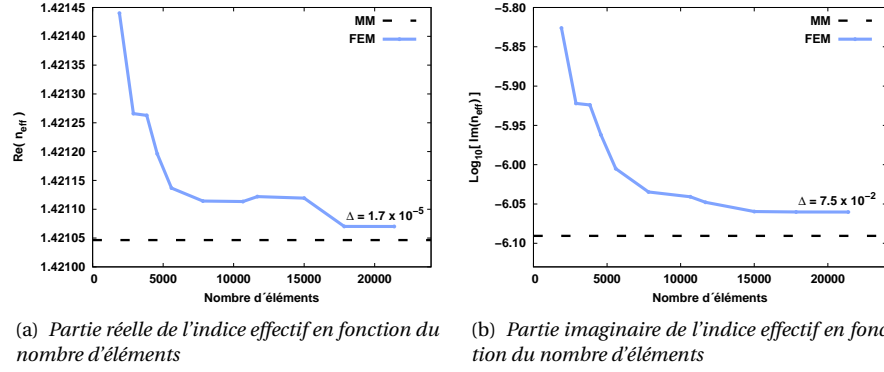 1.42145
1.42140
1.42135
1.42130
1.42125
1.42120
1.42115
1.42110
1.42105
1.42100
Re( n_eff )
MM
FEM
Δ = 1.7 x 10⁻⁵
0 5000 10000 15000 20000
Nombre d´éléments
−5.80
−5.85
−5.90
−5.95
−6.00
−6.05
−6.10
Log₁₀[ Im(n_eff)]
MM
FEM
Δ = 7.5 x 10⁻²
0 5000 10000 15000 20000
Nombre d´éléments
(a) Partie réelle de l'indice effectif en fonction du
nombre d'éléments
(b) Partie imaginaire de l'indice effectif en fonc
tion du nombre d'éléments